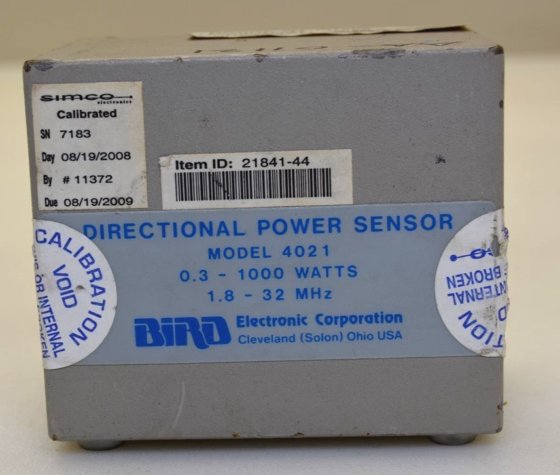 simco
electronics
Calibrated
SN 7183
Day 08/19/2008
By # 11372
Due 08/19/2009
Item ID: 21841-44
DIRECTIONAL POWER SENSOR
MODEL 4021
0.3 - 1000 WATTS
1.8 - 32 MHz
BIRD Electronic Corporation
Cleveland (Solon) Ohio USA
CALIBRATION
VOID
OR INTERNAL
BROKEN